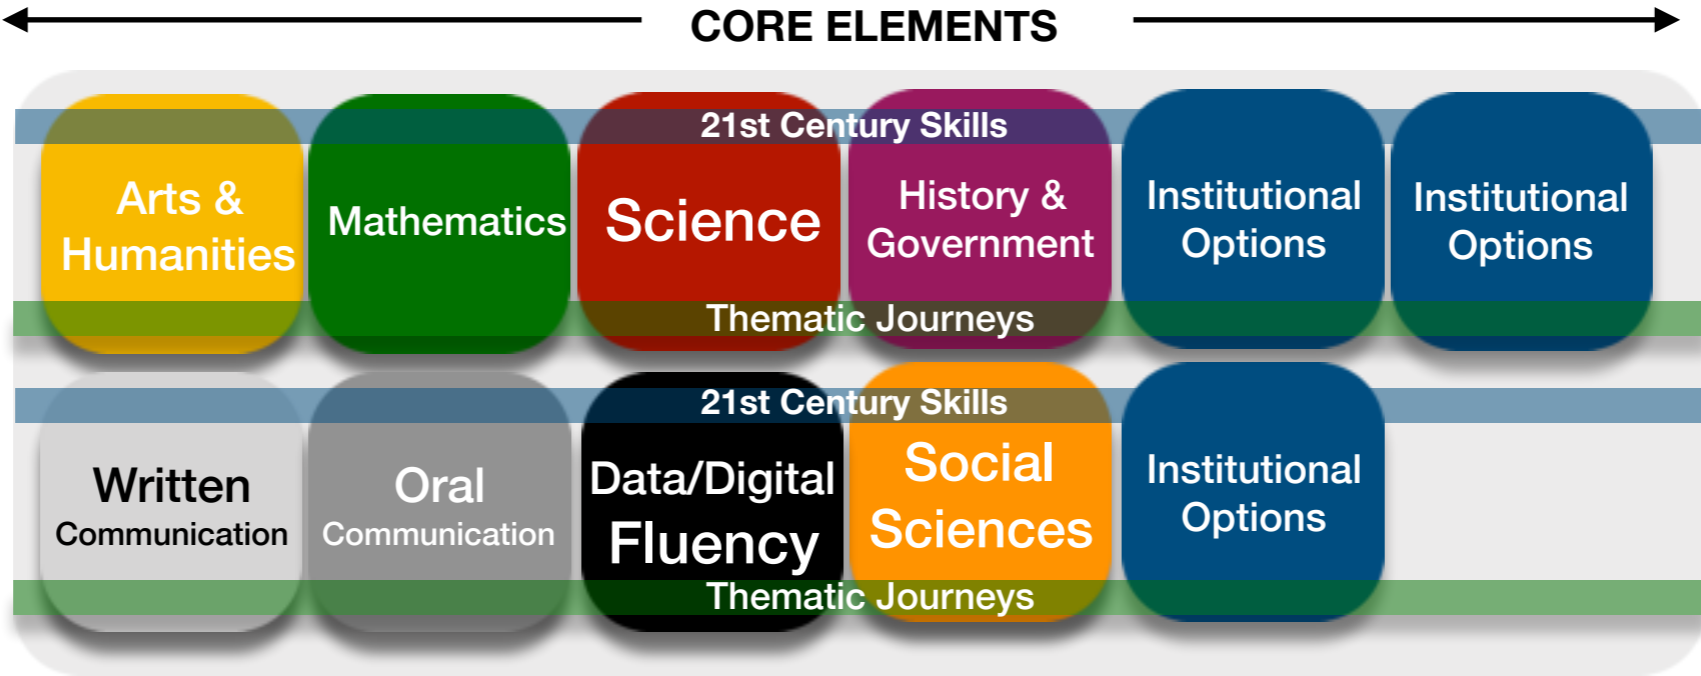 CORE ELEMENTS
21st Century Skills
Arts &
Humanities
Mathematics
Science
History &
Government
Institutional
Options
Institutional
Options
Thematic Journeys
21st Century Skills
Written
Communication
Oral
Communication
Data/Digital
Fluency
Social
Sciences
Institutional
Options
Thematic Journeys